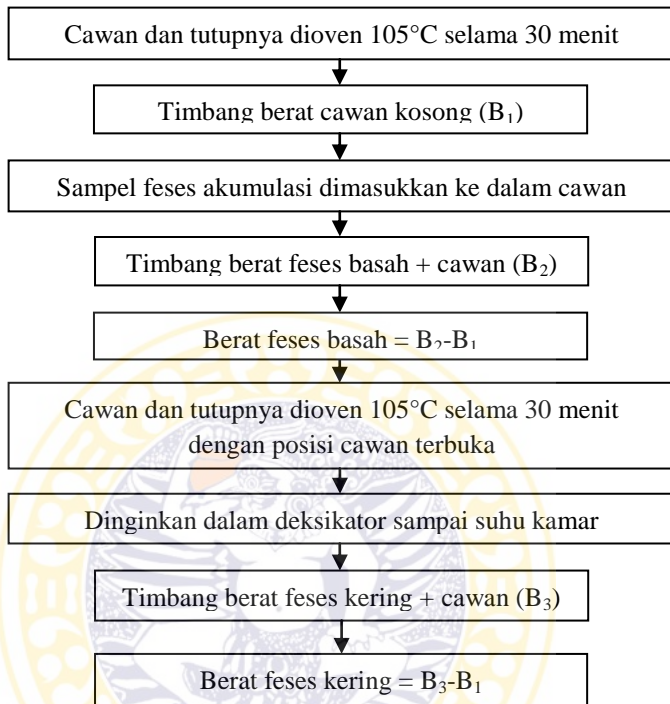 Cawan dan tutupnya dioven 105°C selama 30 menit
Timbang berat cawan kosong (B₁)
Sampel feses akumulasi dimasukkan ke dalam cawan
Timbang berat feses basah + cawan (B₂)
Berat feses basah = B₂-B₁
Cawan dan tutupnya dioven 105°C selama 30 menit
dengan posisi cawan terbuka
Dinginkan dalam deksikator sampai suhu kamar
Timbang berat feses kering + cawan (B₃)
Berat feses kering = B₃-B₁